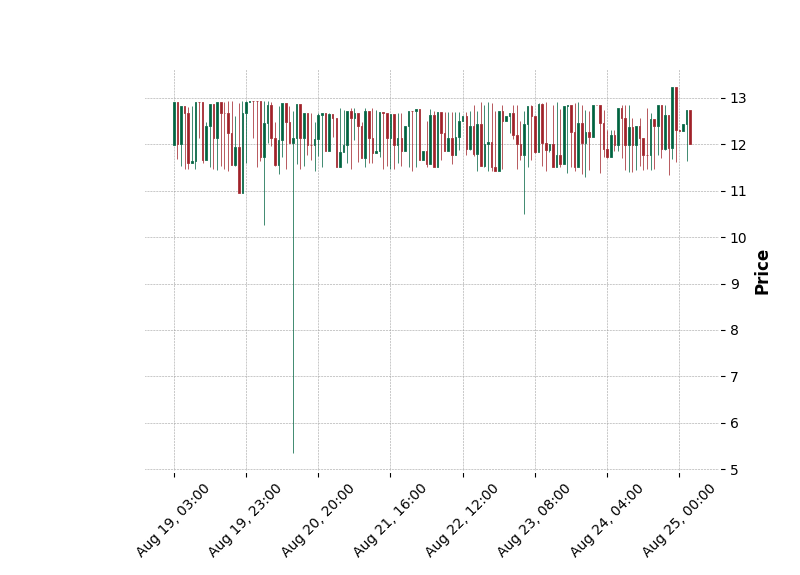 13
12
11
10
9
8
7
6
5
Price
Aug 19, 03:00
Aug 19, 23:00
Aug 20, 20:00
Aug 21, 16:00
Aug 22, 12:00
Aug 23, 08:00
Aug 24, 04:00
Aug 25, 00:00